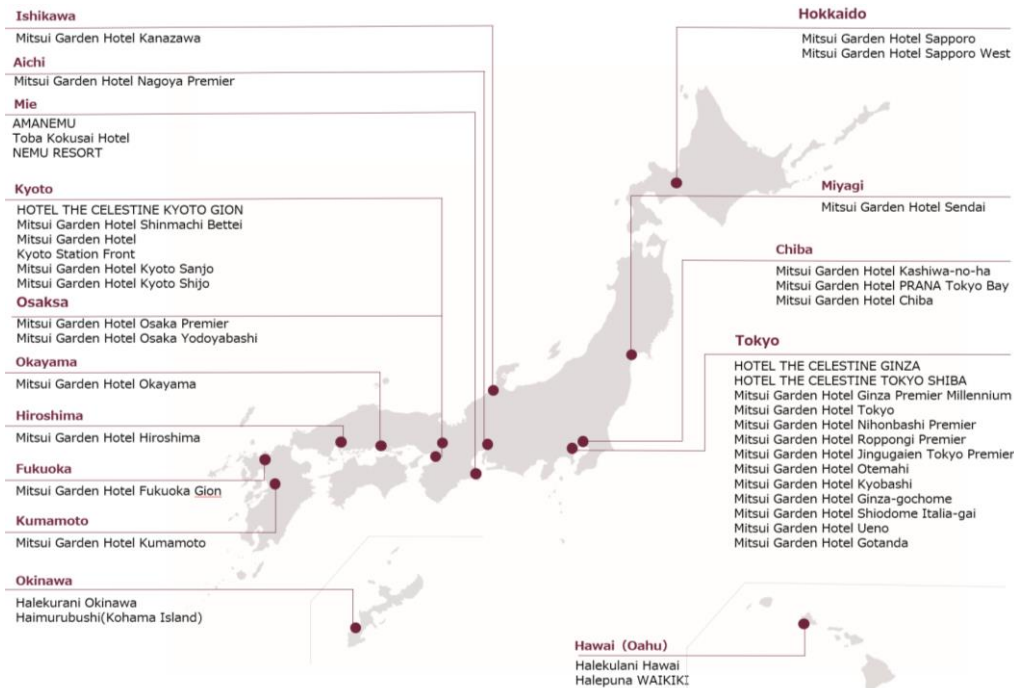 Ishikawa
Mitsui Garden Hotel Kanazawa
Aichi
Mitsui Garden Hotel Nagoya Premier
Mie
AMANEMU
Toba Kokusai Hotel
NEMU RESORT
Kyoto
HOTEL THE CELESTINE KYOTO GION
Mitsui Garden Hotel Shinmachi Bettei
Mitsui Garden Hotel
Kyoto Station Front
Mitsui Garden Hotel Kyoto Sanjo
Mitsui Garden Hotel Kyoto Shijo
Osaksa
Mitsui Garden Hotel Osaka Premier
Mitsui Garden Hotel Osaka Yodoyabashi
Okayama
Mitsui Garden Hotel Okayama
Hiroshima
Mitsui Garden Hotel Hiroshima
Fukuoka
Mitsui Garden Hotel Fukuoka Gion
Kumamoto
Mitsui Garden Hotel Kumamoto
Okinawa
Halekurani Okinawa
Haimurubushi(Kohama Island)
Hokkaido
Mitsui Garden Hotel Sapporo
Mitsui Garden Hotel Sapporo West
Miyagi
Mitsui Garden Hotel Sendai
Chiba
Mitsui Garden Hotel Kashiwa-no-ha
Mitsui Garden Hotel PRANA Tokyo Bay
Mitsui Garden Hotel Chiba
Tokyo
HOTEL THE CELESTINE GINZA
HOTEL THE CELESTINE TOKYO SHIBA
Mitsui Garden Hotel Ginza Premier Millennium
Mitsui Garden Hotel Tokyo
Mitsui Garden Hotel Nihonbashi Premier
Mitsui Garden Hotel Roppongi Premier
Mitsui Garden Hotel Jingugaien Tokyo Premier
Mitsui Garden Hotel Otemahi
Mitsui Garden Hotel Kyobashi
Mitsui Garden Hotel Ginza-gochome
Mitsui Garden Hotel Shiodome Italia-gai
Mitsui Garden Hotel Ueno
Mitsui Garden Hotel Gotanda
Hawai（Oahu）
Halekulani Hawai
Halepuna WAIKIKI